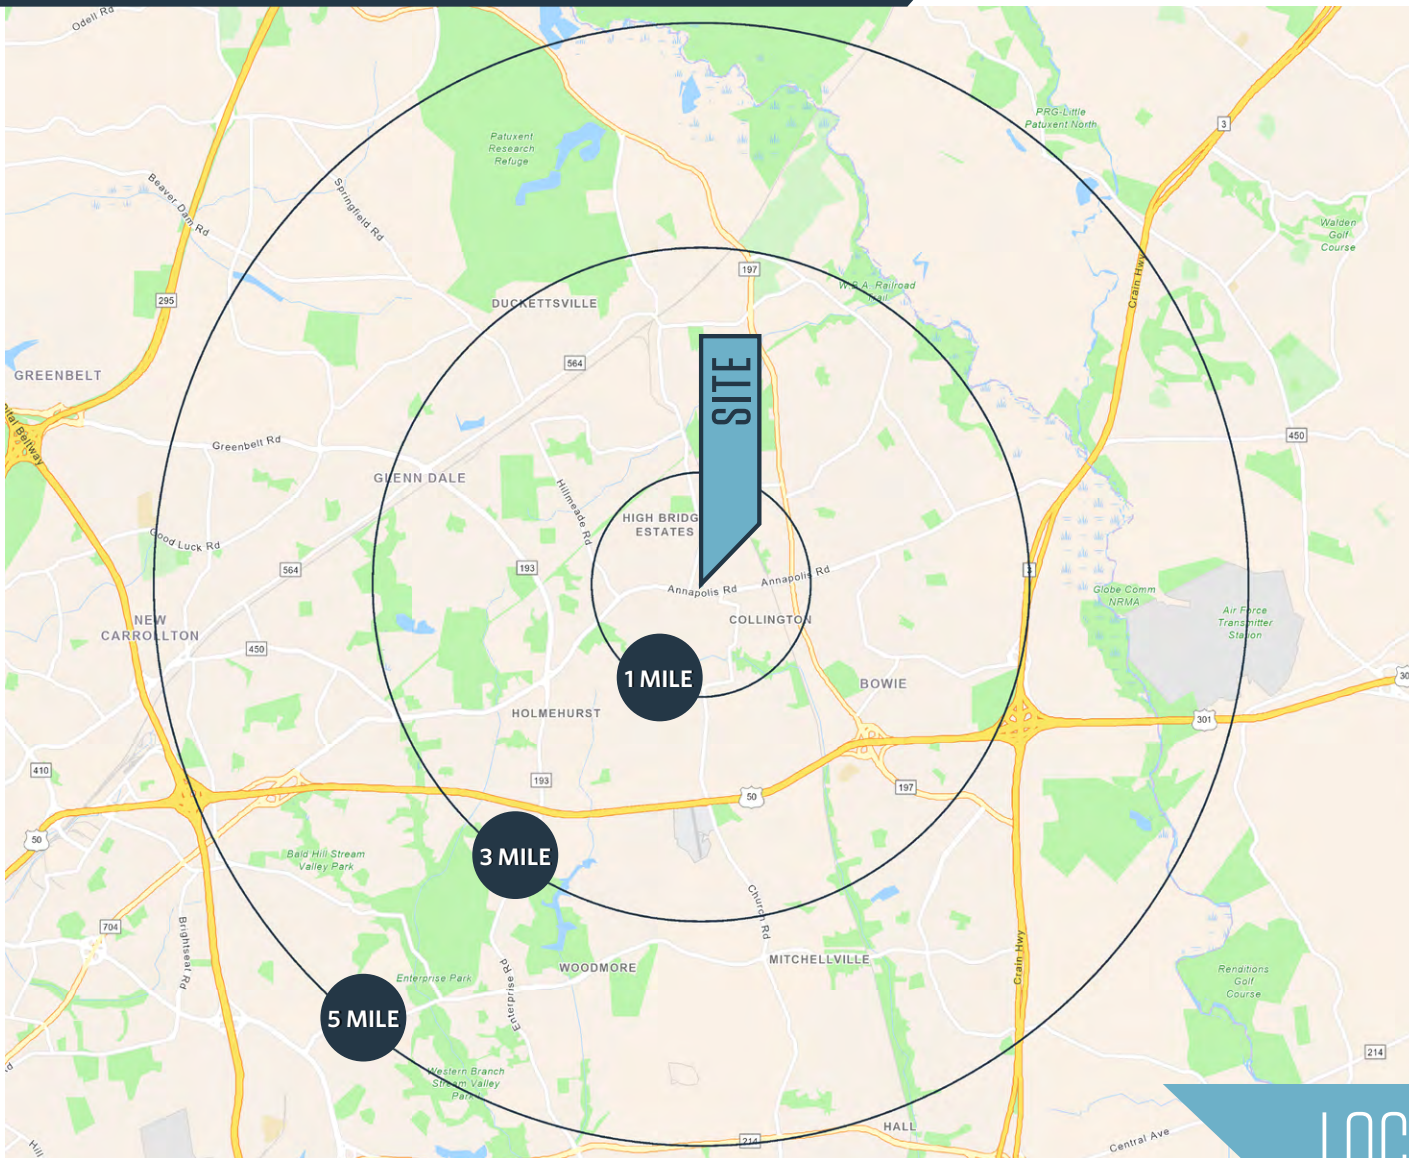 Odell Rd
Patuxent
Research
Refuge
PRG-Little
Patuxent North
3
Beaver Dam Rd
Springfield Rd
Walden
Golf
Course
197
Crain Hwy
295
W.B.A. Railroad
Trail
DUCKETTSVILLE
564
GREENBELT
SITE
450
Greenbelt Rd
GLENN DALE
Hillmeade Rd
HIGH BRIDG
ESTATES
Good Luck Rd
564
193
3
Annapolis Rd
Annapolis Rd
Globe Comm
NRMA
Air Force
Transmitter
Station
COLLINGTON
NEW
CARROLLTON
450
1 MILE
BOWIE
30
HOLMEHURST
301
410
193
197
50
50
3 MILE
Bald Hill Stream
Valley Park
704
Brightseat Rd
Church Rd
Crain Hwy
MITCHELLVILLE
WOODMORE
Enterprise Park
Enterprise Rd
Renditions
Golf
Course
5 MILE
214
Western Branch
Stream Valley
Park
HALL
214
Central Ave
Hill
LOC